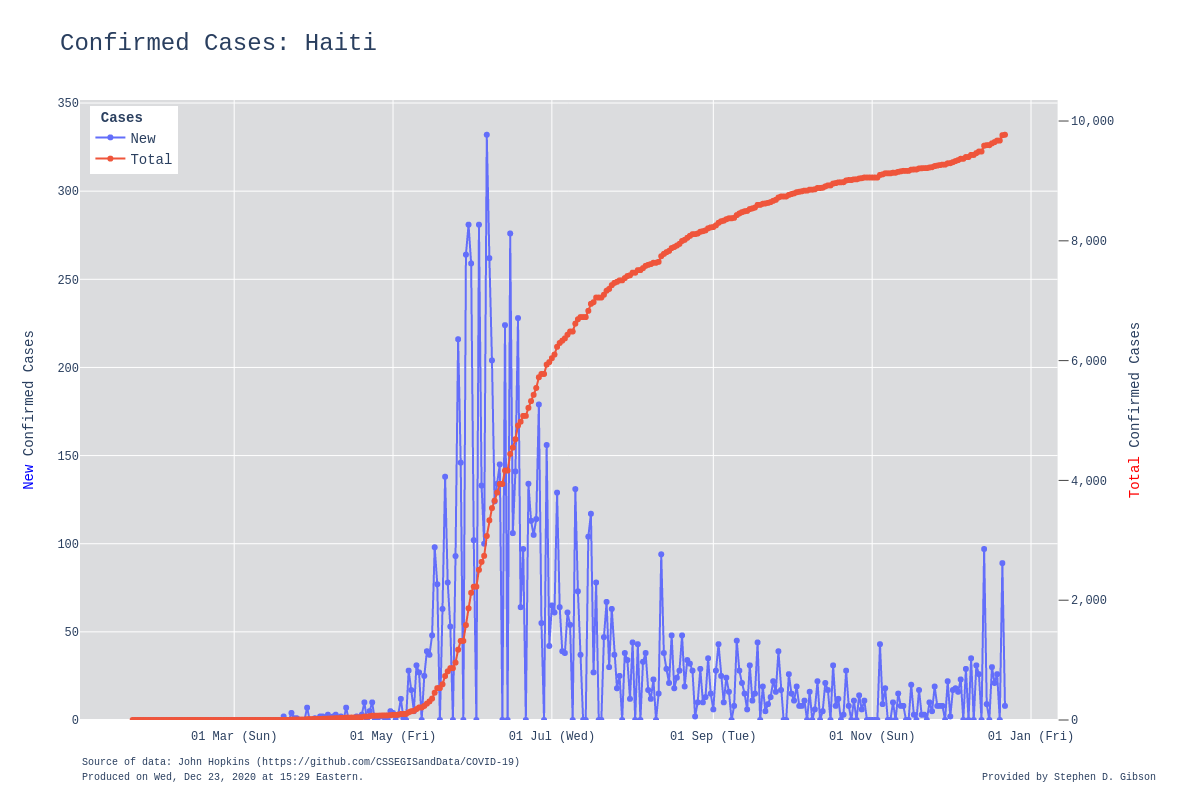 Confirmed Cases: Haiti
Cases
New
Total
350
300
250
200
150
100
50
0
10,000
8,000
6,000
4,000
2,000
0
New Confirmed Cases
Total Confirmed Cases
01 Mar (Sun) 01 May (Fri) 01 Jul (Wed) 01 Sep (Tue) 01 Nov (Sun) 01 Jan (Fri)
Source of data: John Hopkins (https://github.com/CSSEGISandData/COVID-19)
Produced on Wed, Dec 23, 2020 at 15:29 Eastern.
Provided by Stephen D. Gibson